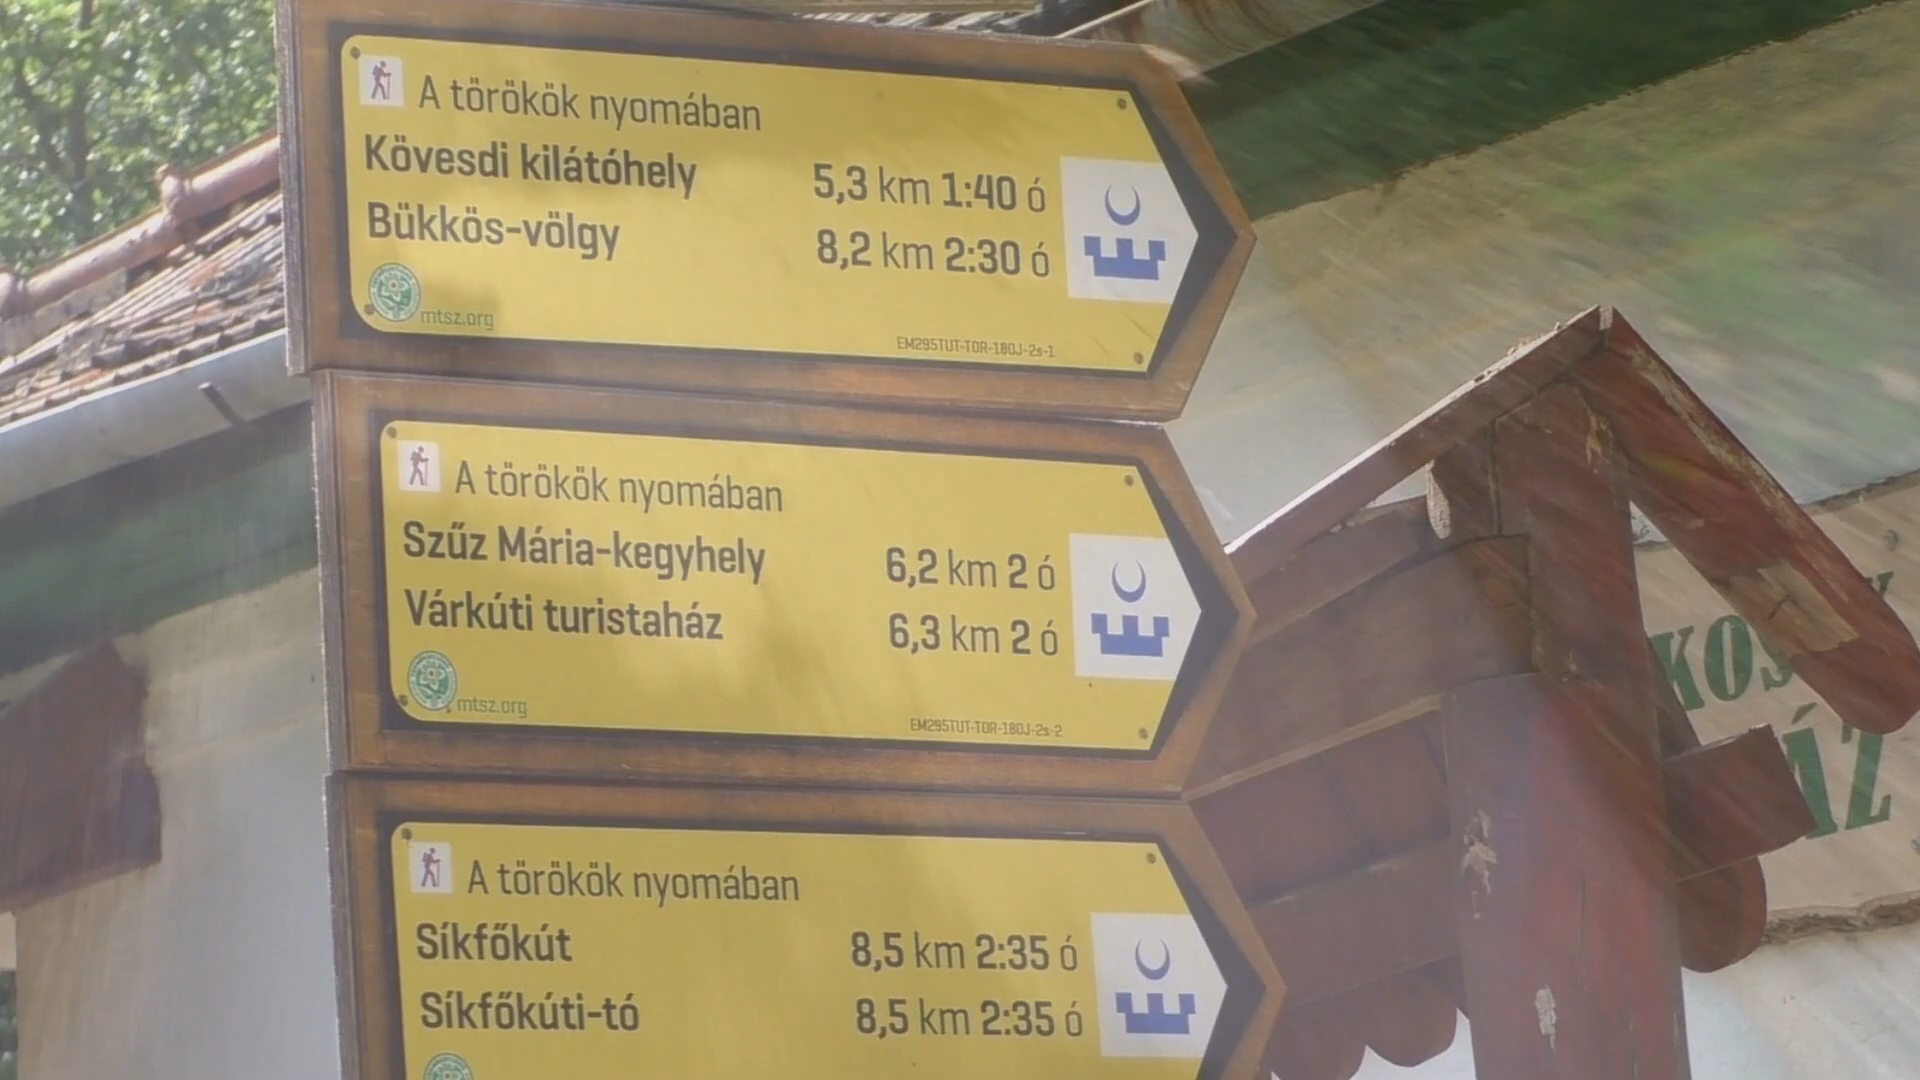 A törökök nyomában
Kövesdi kilátóhely 5,3 km 1:40 ó
Bükkös-völgy 8,2 km 2:30 ó
mtsz.org
EM295TUT-TOR-180J-2s-1
A törökök nyomában
Szűz Mária-kegyhely 6,2 km 2 ó
Várkúti turistaház 6,3 km 2 ó
mtsz.org
EM295TUT-TOR-180J-2s-2
A törökök nyomában
Síkfőkút 8,5 km 2:35 ó
Síkfőkúti-tó 8,5 km 2:35 ó